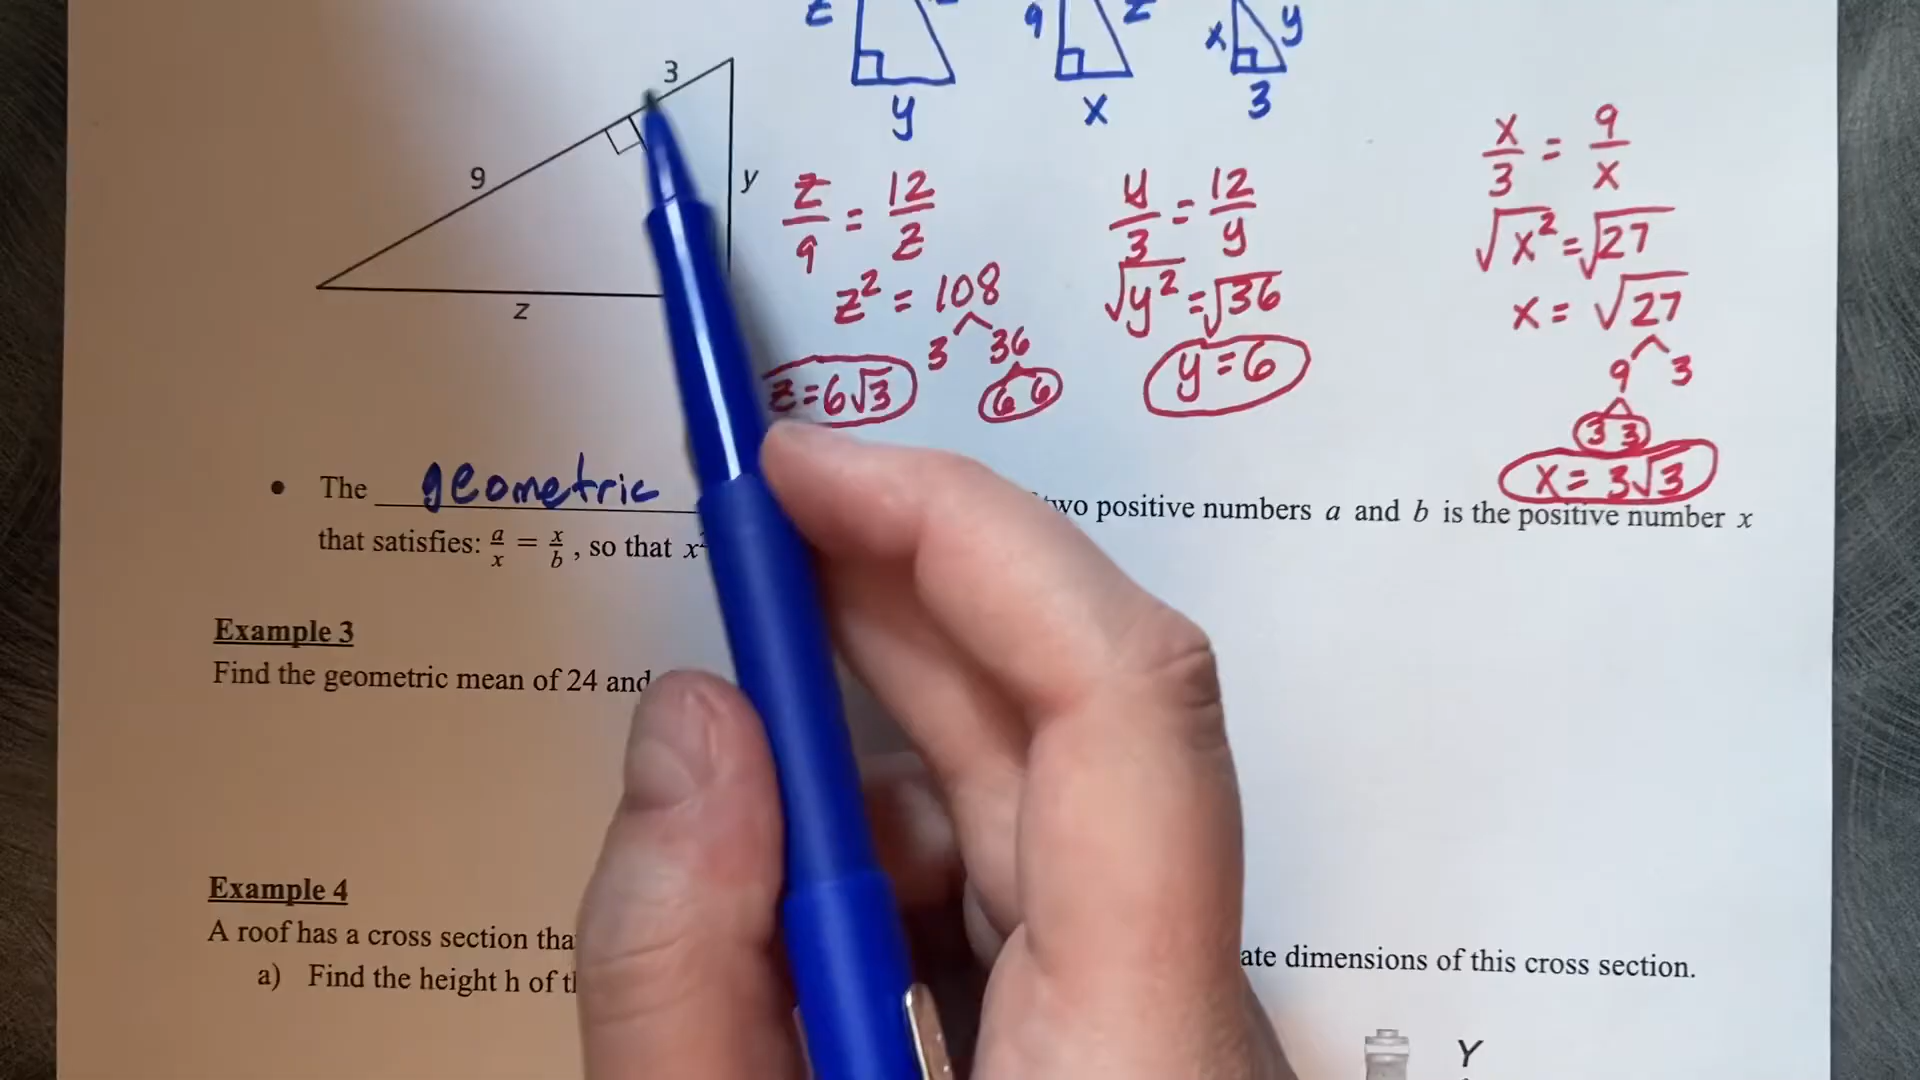 z
y
9
z
x
x
y
3
3
9
y
z
z/9 = 12/z
z² = 108
3 36
6 6
z = 6√3
y/3 = 12/y
√y² = √36
y = 6
x/3 = 9/x
√x² = √27
x = √27
9 3
3 3
x = 3√3
• The geometric two positive numbers a and b is the positive number x
that satisfies: a/x = x/b , so that x²
Example 3
Find the geometric mean of 24 and
Example 4
A roof has a cross section dimensions of this cross section.
a) Find the height h of
Y